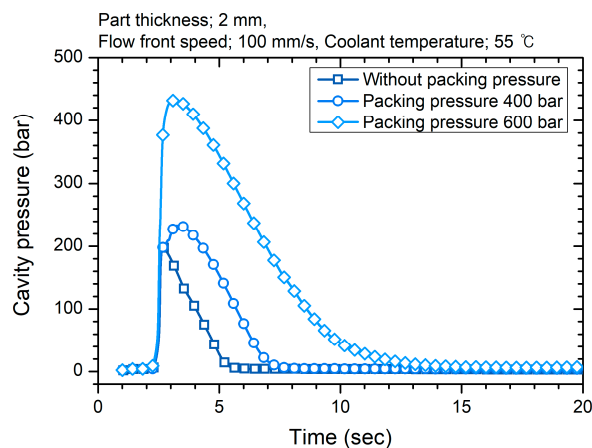 Part thickness; 2 mm,
Flow front speed; 100 mm/s, Coolant temperature; 55 ℃
500
400
300
200
100
0
Cavity pressure (bar)
Without packing pressure
Packing pressure 400 bar
Packing pressure 600 bar
0 5 10 15 20
Time (sec)